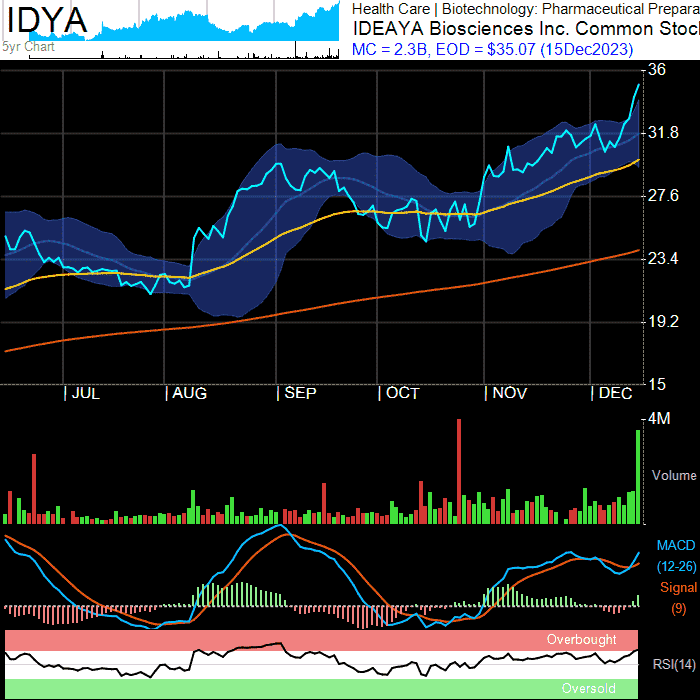 IDYA
5yr Chart
Health Care | Biotechnology: Pharmaceutical Prepara
IDEAYA Biosciences Inc. Common Stoc
MC = 2.3B, EOD = $35.07 (15Dec2023)
36
31.8
27.6
23.4
19.2
15
| JUL | AUG | SEP | OCT | NOV | DEC
4M
Volume
MACD
(12-26)
Signal
(9)
Overbought
RSI(14)
Oversold